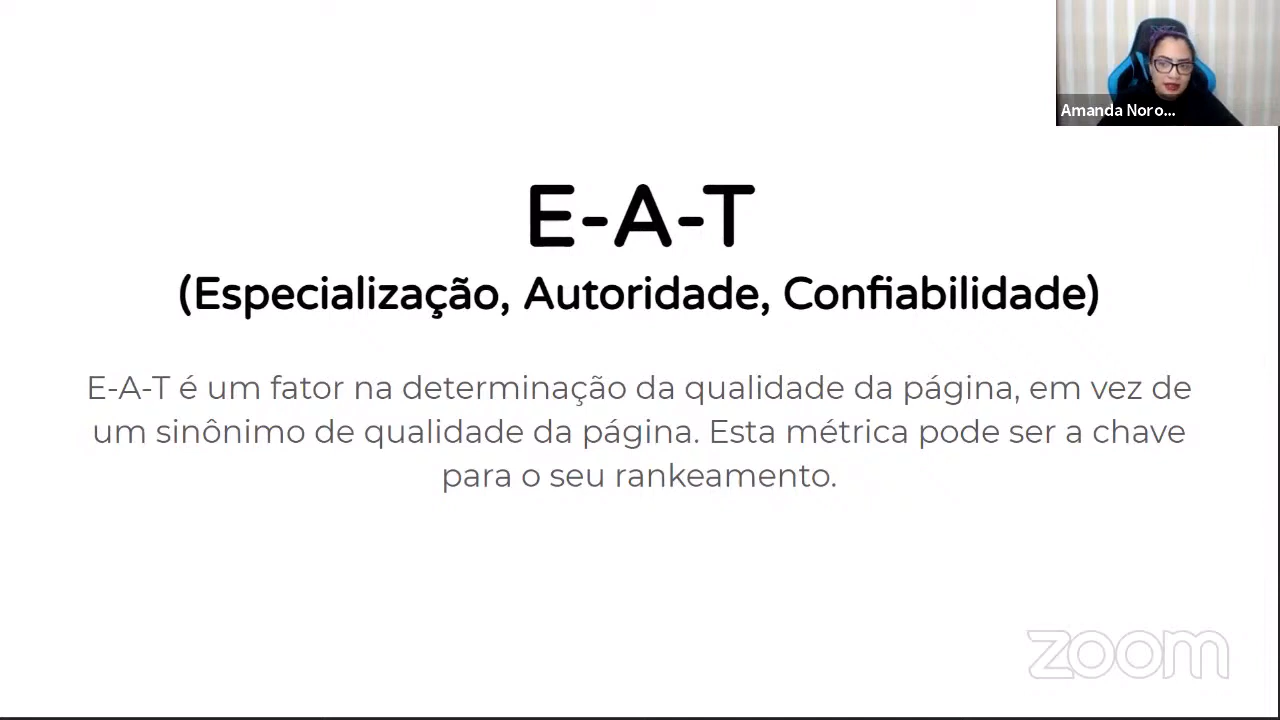 Amanda Noro...
E-A-T
(Especialização, Autoridade, Confiabilidade)
E-A-T é um fator na determinação da qualidade da página, em vez de
um sinônimo de qualidade da página. Esta métrica pode ser a chave
para o seu rankeamento.
zoom